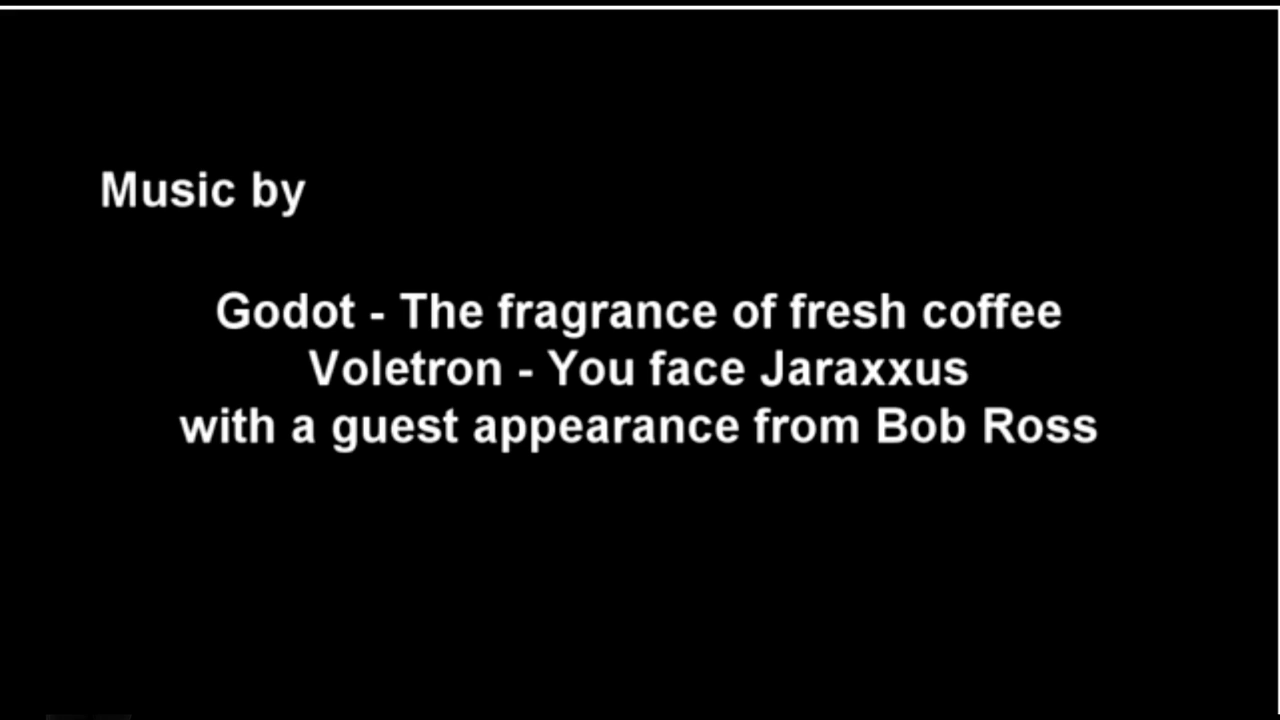 Music by
Godot - The fragrance of fresh coffee
Voletron - You face Jaraxxus
with a guest appearance from Bob Ross